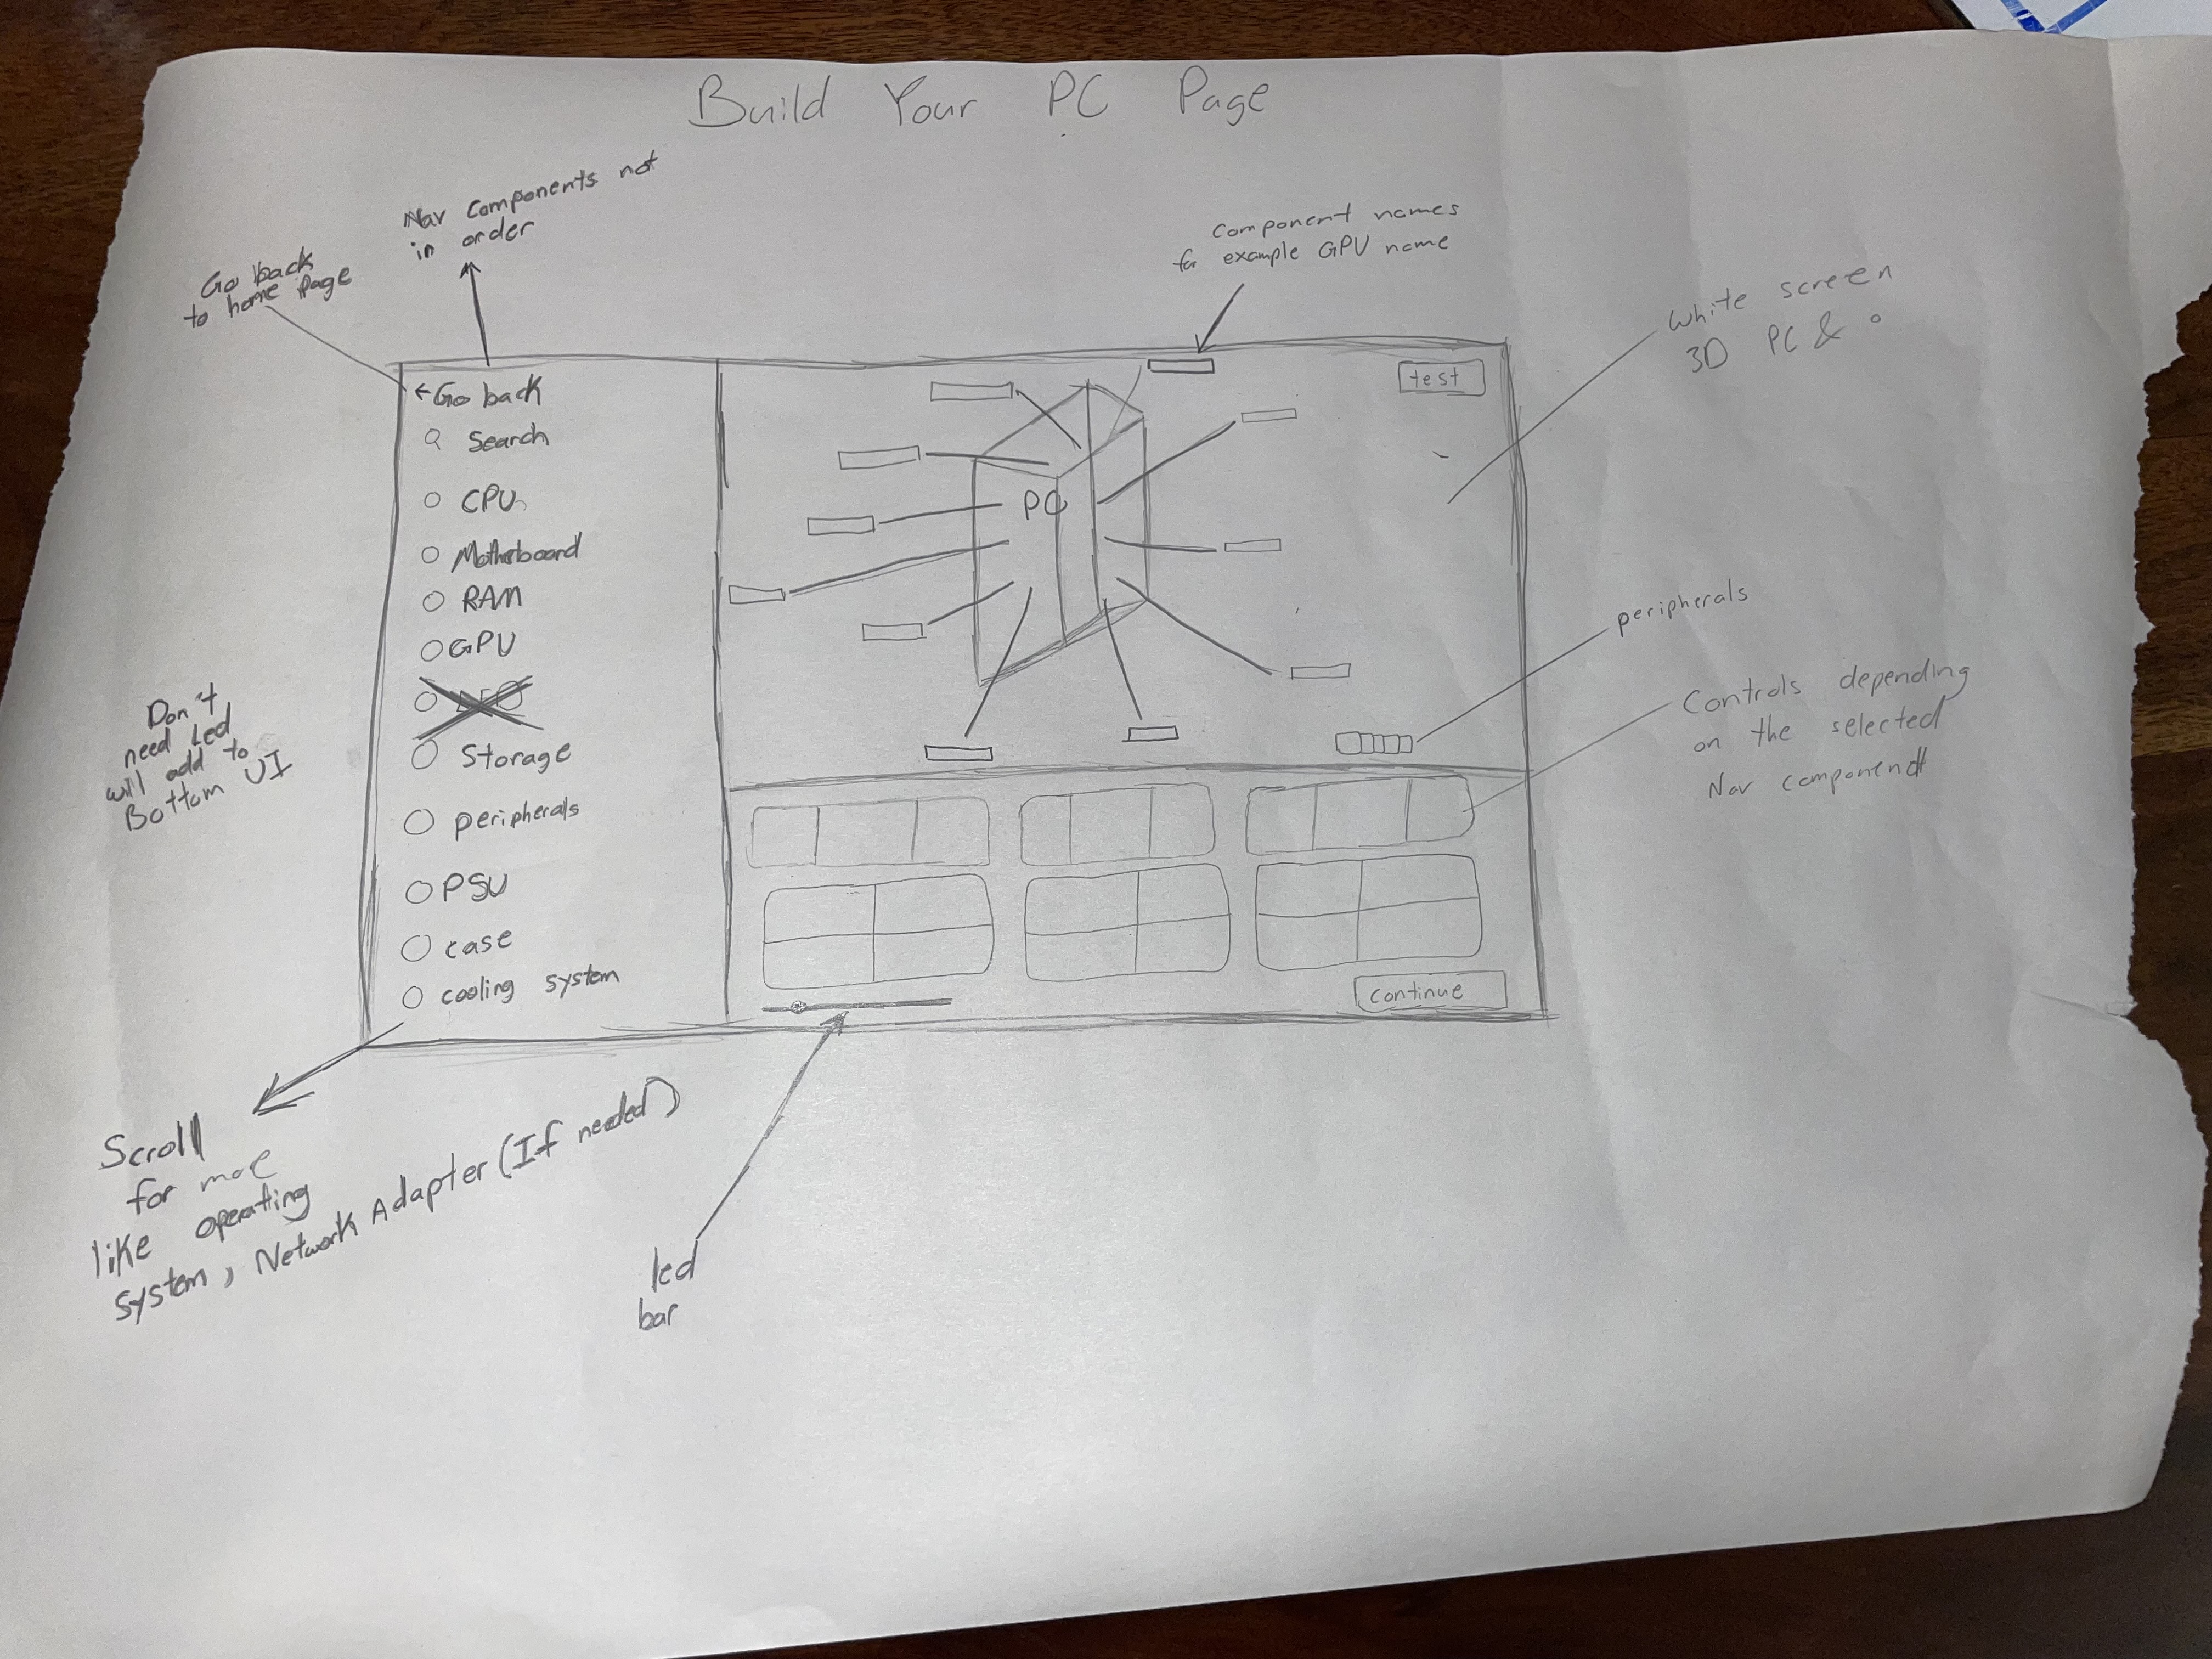 Build Your PC Page
Nav Components not
in order
Go back
to home Page
Component names
for example GPU name
White screen
3D PC &
←Go back
Search
CPU
Motherboard
RAM
GPU
Storage
peripherals
PSU
case
cooling system
PC
test
peripherals
Controls depending
on the selected
Nav component
continue
Don't
need Led
will add to
Bottom UI
Scroll
for more
like operating
system, Network Adapter (If needed)
led
bar